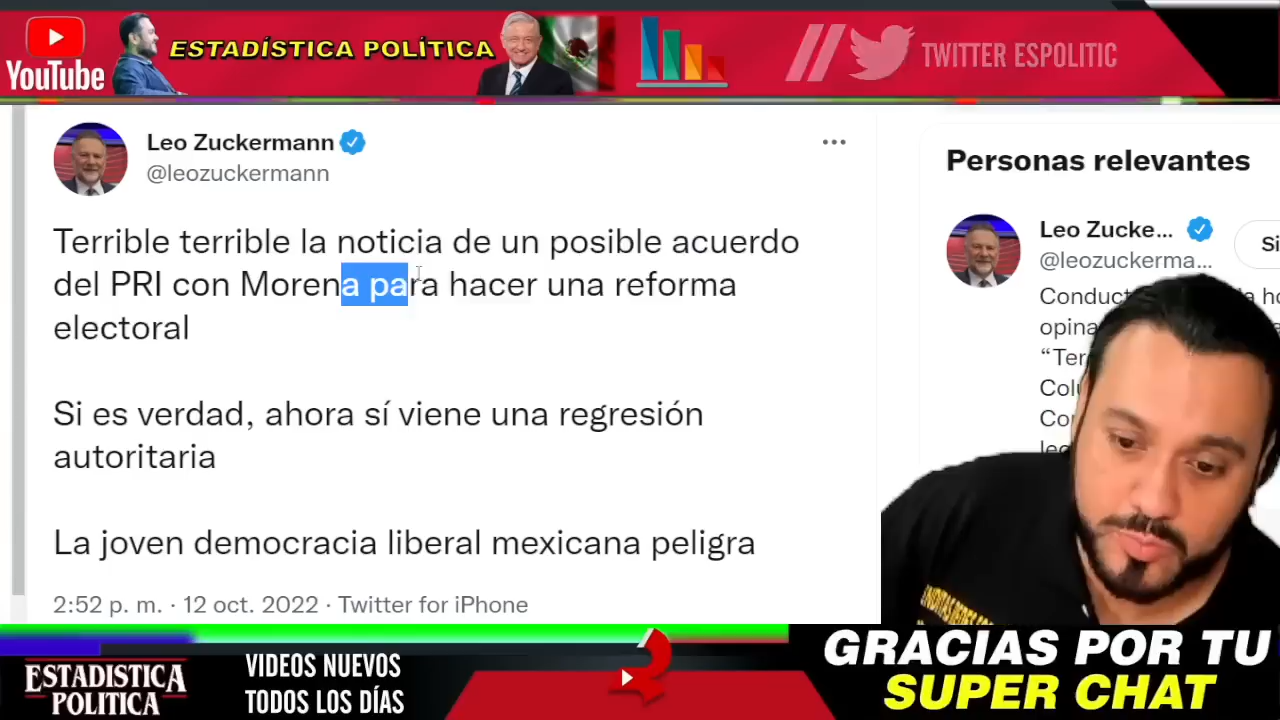 YouTube
ESTADÍSTICA POLÍTICA
TWITTER ESPOLITIC
Leo Zuckermann
@leozuckermann
Terrible terrible la noticia de un posible acuerdo
del PRI con Morena para hacer una reforma
electoral
Si es verdad, ahora sí viene una regresión
autoritaria
La joven democracia liberal mexicana peligra
2:52 p. m. · 12 oct. 2022 · Twitter for iPhone
Personas relevantes
Leo Zucke...
@leozuckerma...
Si
ESTADISTICA
POLITICA
VIDEOS NUEVOS
TODOS LOS DÍAS
GRACIAS POR TU
SUPER CHAT